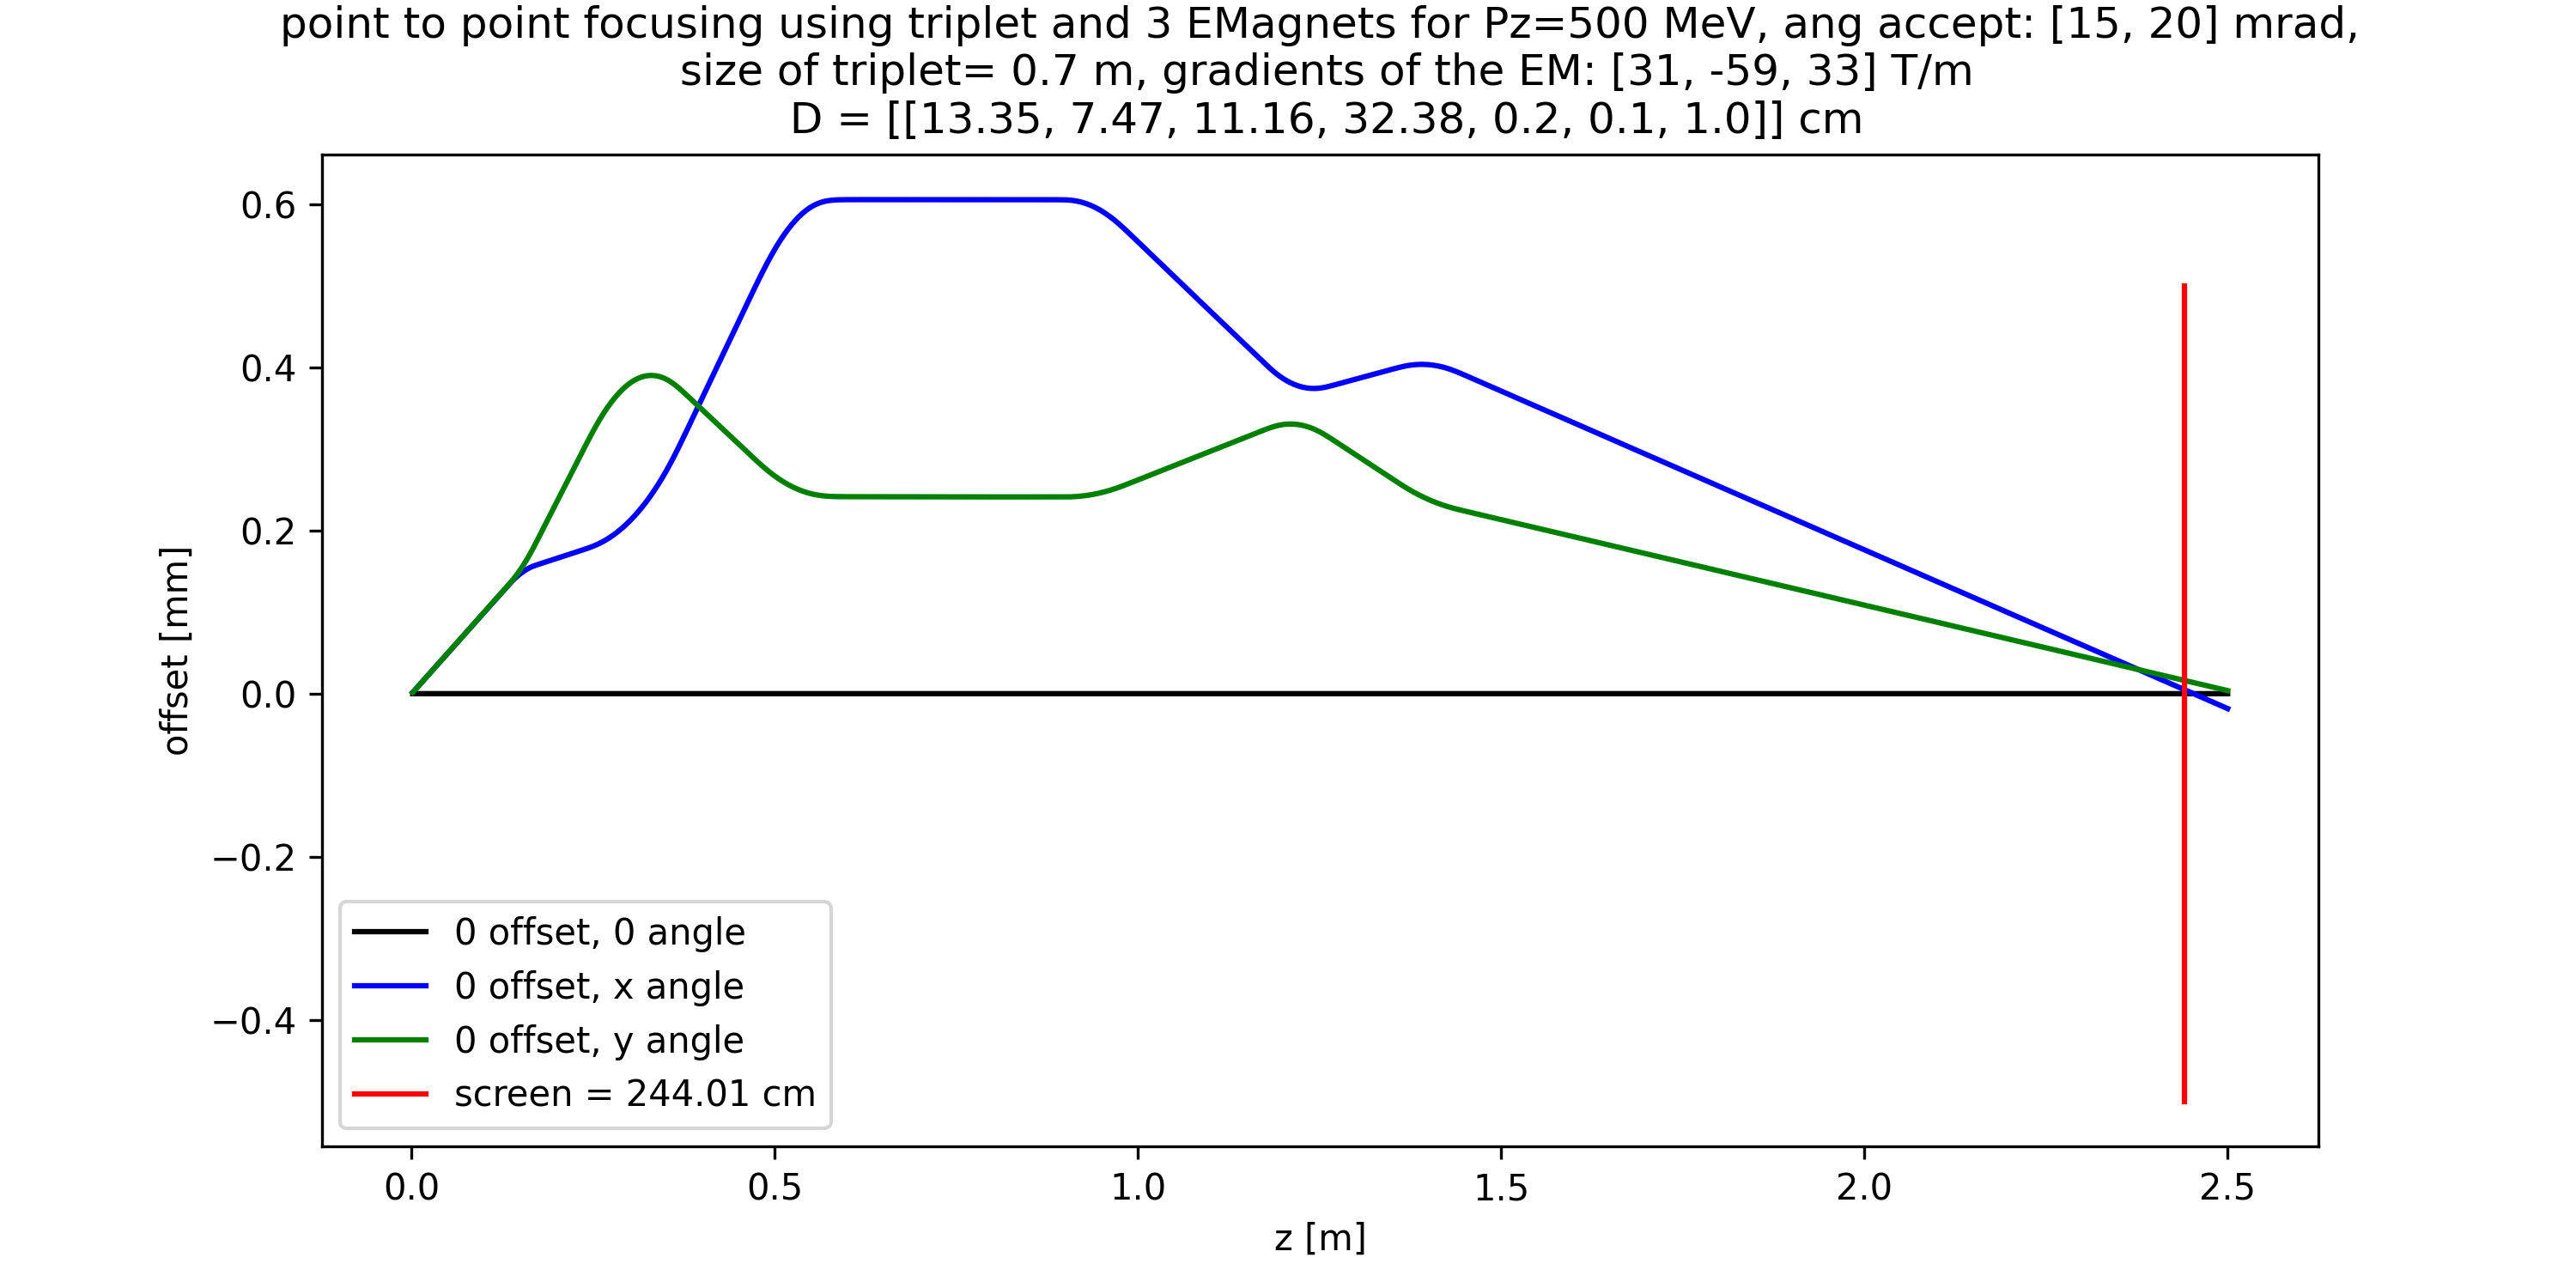 point to point focusing using triplet and 3 EMagnets for Pz=500 MeV, ang accept: [15, 20] mrad,
size of triplet= 0.7 m, gradients of the EM: [31, -59, 33] T/m
D = [[13.35, 7.47, 11.16, 32.38, 0.2, 0.1, 1.0]] cm
0.6
0.4
0.2
0.0
−0.2
−0.4
offset [mm]
0 offset, 0 angle
0 offset, x angle
0 offset, y angle
screen = 244.01 cm
0.0 0.5 1.0 1.5 2.0 2.5
z [m]